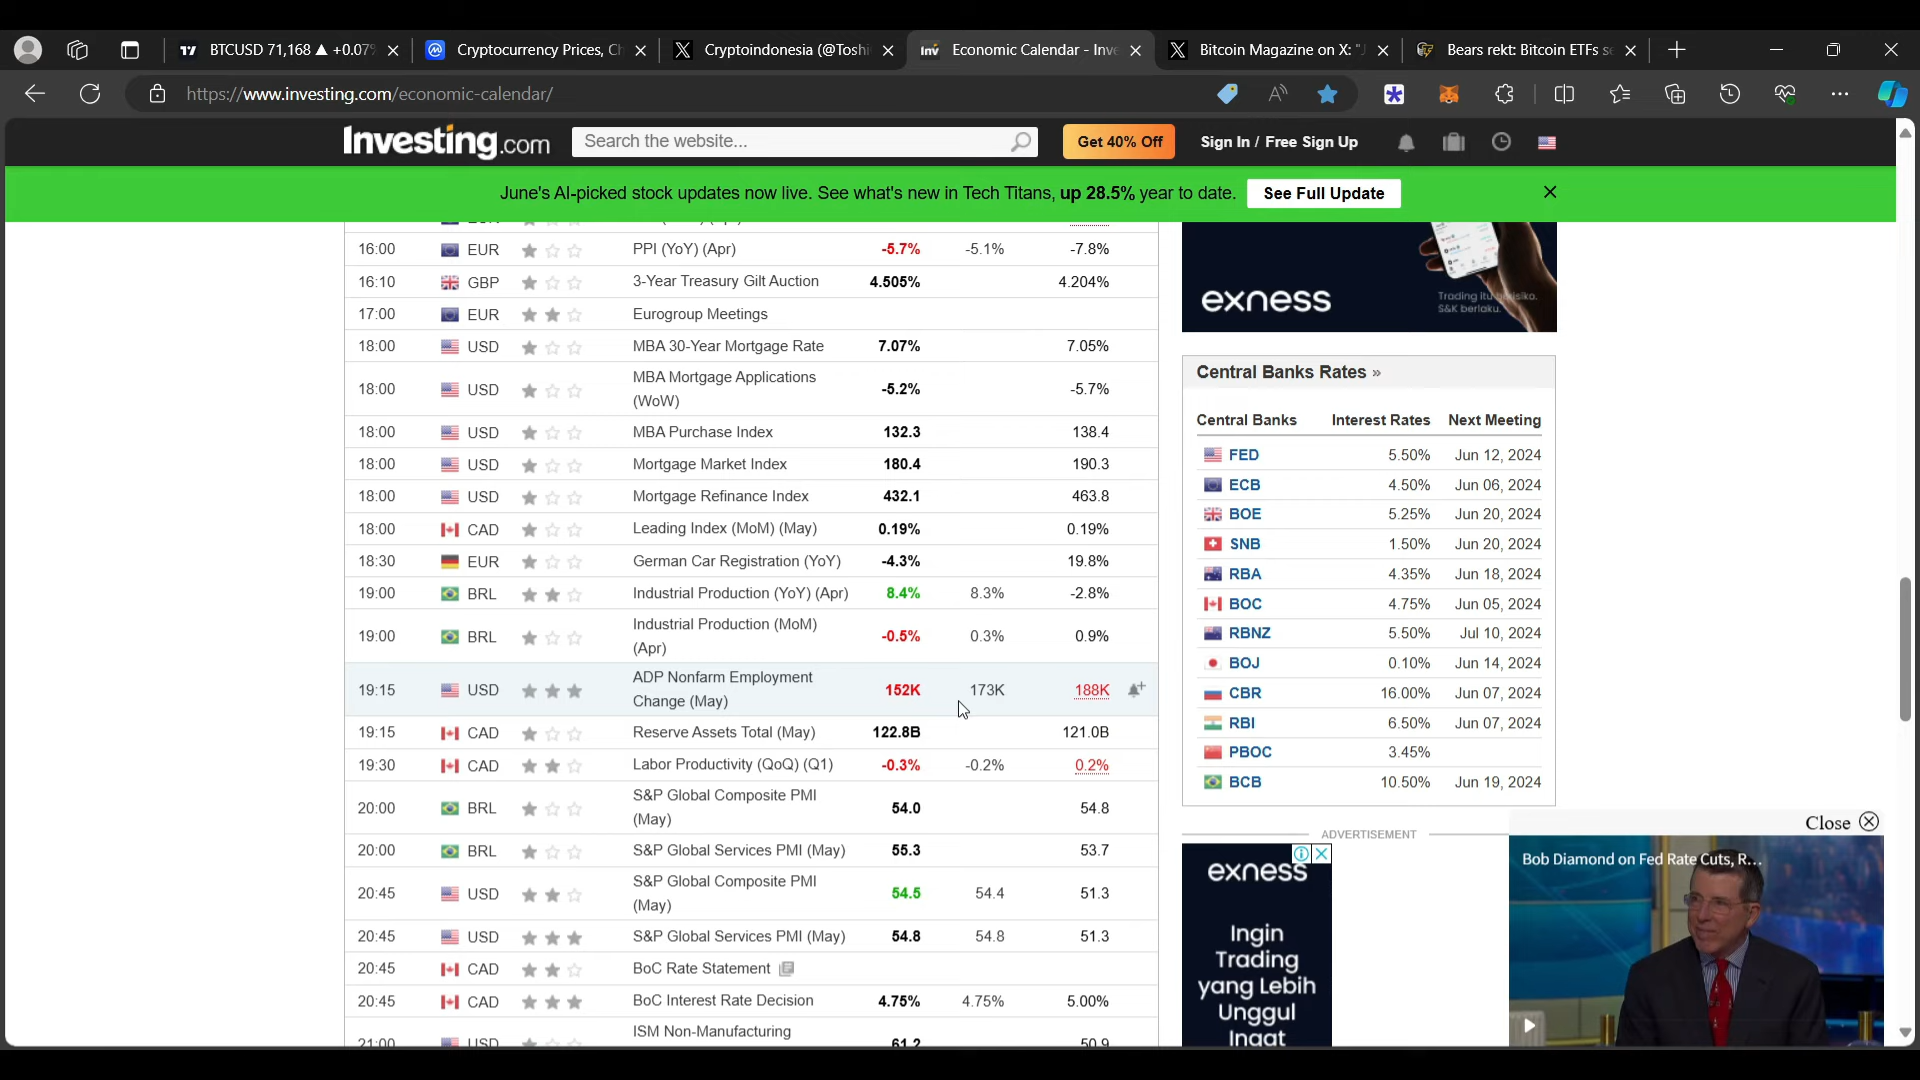 BTCUSD 71,168 ▲ +0.07%
Cryptocurrency Prices, Ch
Cryptoindonesia (@Toshi
Economic Calendar - Inve
Bitcoin Magazine on X: "J
Bears rekt: Bitcoin ETFs se
https://www.investing.com/economic-calendar/
Investing.com
Search the website...
Get 40% Off
Sign In / Free Sign Up
June's AI-picked stock updates now live. See what's new in Tech Titans, up 28.5% year to date.
See Full Update
16:00 EUR PPI (YoY) (Apr) -5.7% -5.1% -7.8%
16:10 GBP 3-Year Treasury Gilt Auction 4.505% 4.204%
17:00 EUR Eurogroup Meetings
18:00 USD MBA 30-Year Mortgage Rate 7.07% 7.05%
18:00 USD MBA Mortgage Applications
(WoW) -5.2% -5.7%
18:00 USD MBA Purchase Index 132.3 138.4
18:00 USD Mortgage Market Index 180.4 190.3
18:00 USD Mortgage Refinance Index 432.1 463.8
18:00 CAD Leading Index (MoM) (May) 0.19% 0.19%
18:30 EUR German Car Registration (YoY) -4.3% 19.8%
19:00 BRL Industrial Production (YoY) (Apr) 8.4% 8.3% -2.8%
19:00 BRL Industrial Production (MoM)
(Apr) -0.5% 0.3% 0.9%
19:15 USD ADP Nonfarm Employment
Change (May) 152K 173K 188K
19:15 CAD Reserve Assets Total (May) 122.8B 121.0B
19:30 CAD Labor Productivity (QoQ) (Q1) -0.3% -0.2% 0.2%
20:00 BRL S&P Global Composite PMI
(May) 54.0 54.8
20:00 BRL S&P Global Services PMI (May) 55.3 53.7
20:45 USD S&P Global Composite PMI
(May) 54.5 54.4 51.3
20:45 USD S&P Global Services PMI (May) 54.8 54.8 51.3
20:45 CAD BoC Rate Statement
20:45 CAD BoC Interest Rate Decision 4.75% 4.75% 5.00%
21:00 USD ISM Non-Manufacturing
61.2 50.9
exness
Trading itu
S&K berlaku.
Central Banks Rates »
Central Banks Interest Rates Next Meeting
FED 5.50% Jun 12, 2024
ECB 4.50% Jun 06, 2024
BOE 5.25% Jun 20, 2024
SNB 1.50% Jun 20, 2024
RBA 4.35% Jun 18, 2024
BOC 4.75% Jun 05, 2024
RBNZ 5.50% Jul 10, 2024
BOJ 0.10% Jun 14, 2024
CBR 16.00% Jun 07, 2024
RBI 6.50% Jun 07, 2024
PBOC 3.45%
BCB 10.50% Jun 19, 2024
ADVERTISEMENT
exness
Ingin
Trading
yang Lebih
Unggul
Ingat
Close
Bob Diamond on Fed Rate Cuts, R...